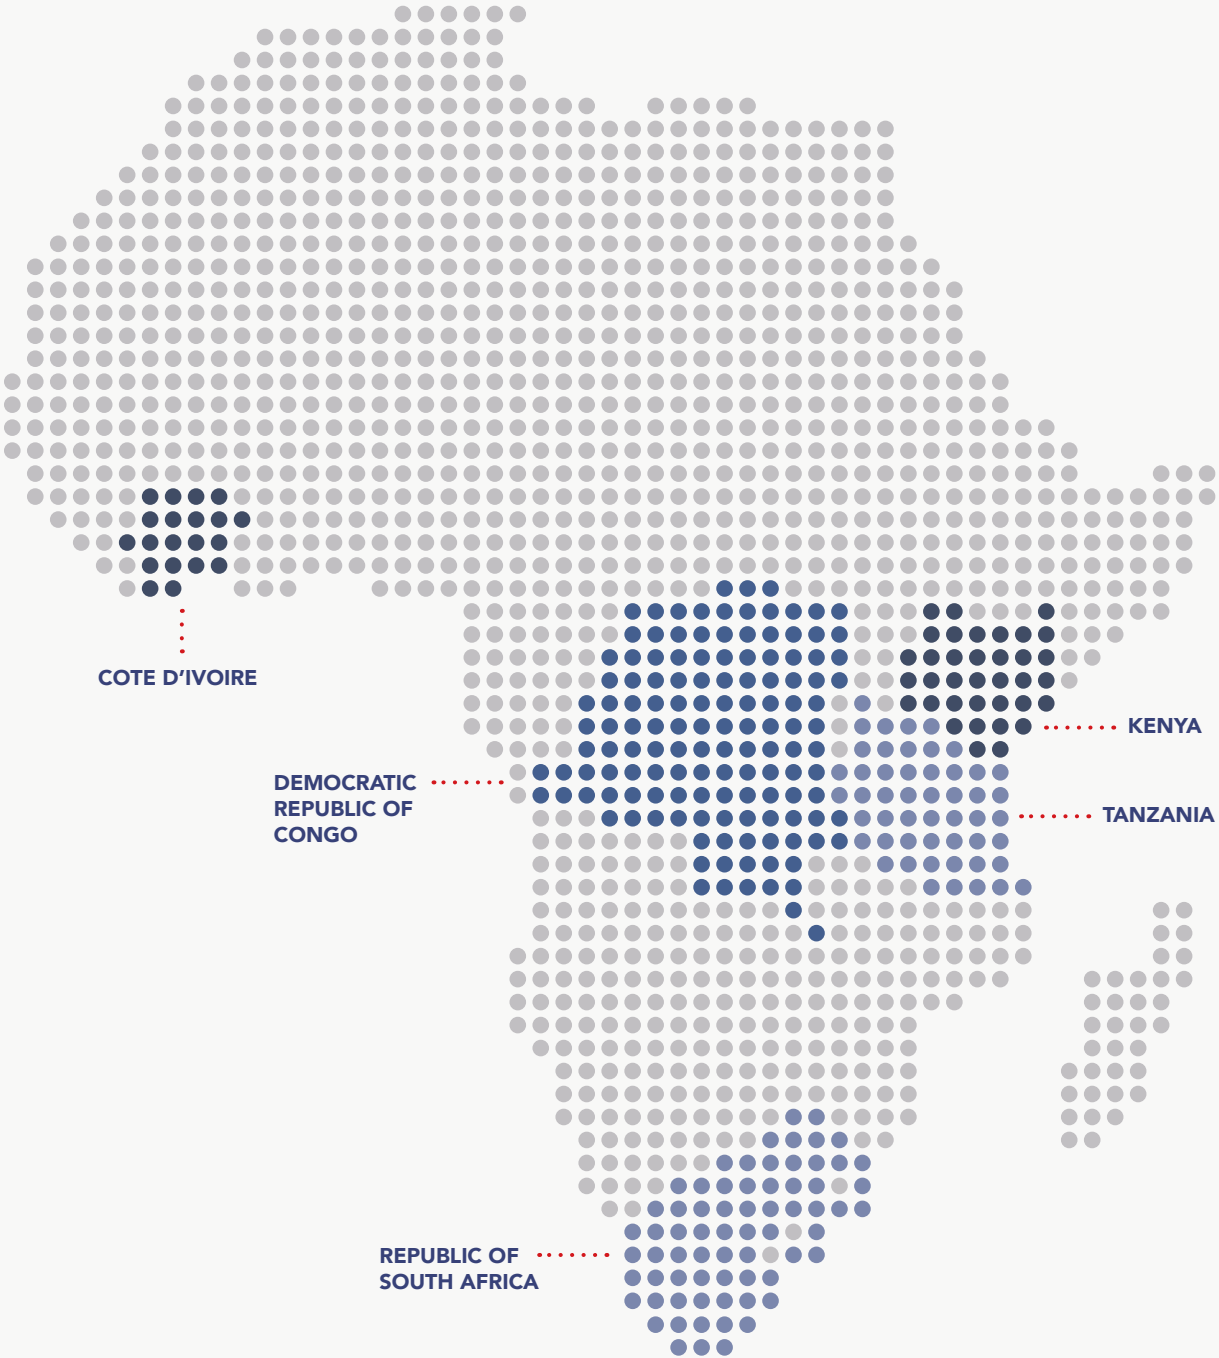 COTE D'IVOIRE
KENYA
DEMOCRATIC
REPUBLIC OF
CONGO
TANZANIA
REPUBLIC OF
SOUTH AFRICA